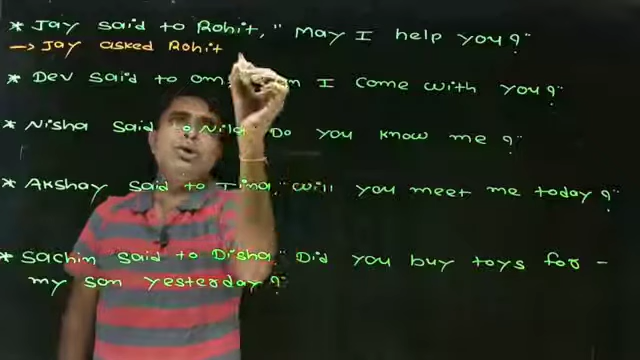 * Jay said to Rohit, " May I help you ?"
→ Jay asked Rohit
* Dev said to om, I come with you ?"
* Nisha said to Nila " Do you know me ?
* Akshay said to Tina, " will you meet me today ?"
* Sachin said to Disha " Did you buy toys for -
my son yesterday ?"